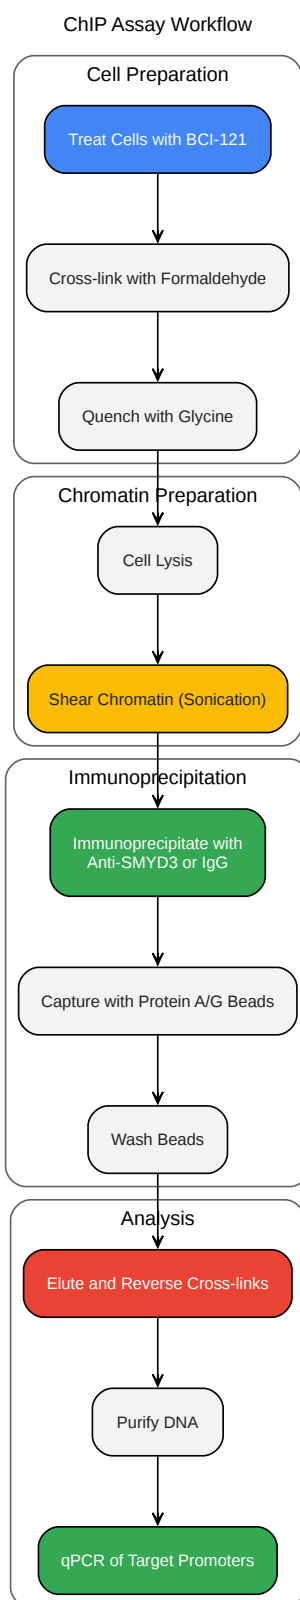 ChIP Assay Workflow
Cell Preparation
Treat Cells with BCI-121
Cross-link with Formaldehyde
Quench with Glycine
Chromatin Preparation
Cell Lysis
Shear Chromatin (Sonication)
Immunoprecipitation
Immunoprecipitate with
Anti-SMYD3 or IgG
Capture with Protein A/G Beads
Wash Beads
Analysis
Elute and Reverse Cross-links
Purify DNA
qPCR of Target Promoters